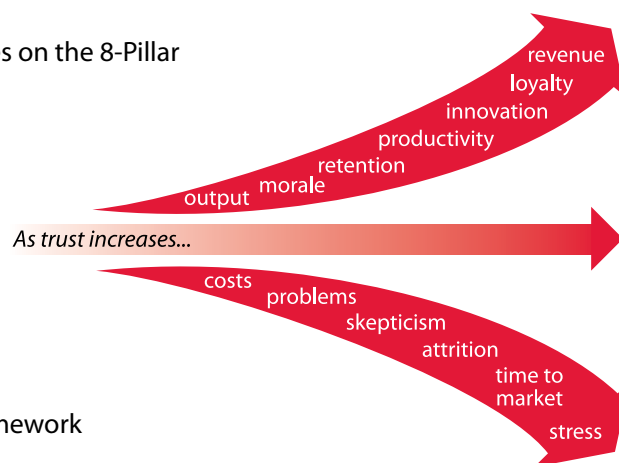 s on the 8-Pillar
revenue
loyalty
innovation
productivity
retention
morale
output
As trust increases...
costs
problems
skepticism
attrition
time to
market
stress
ework